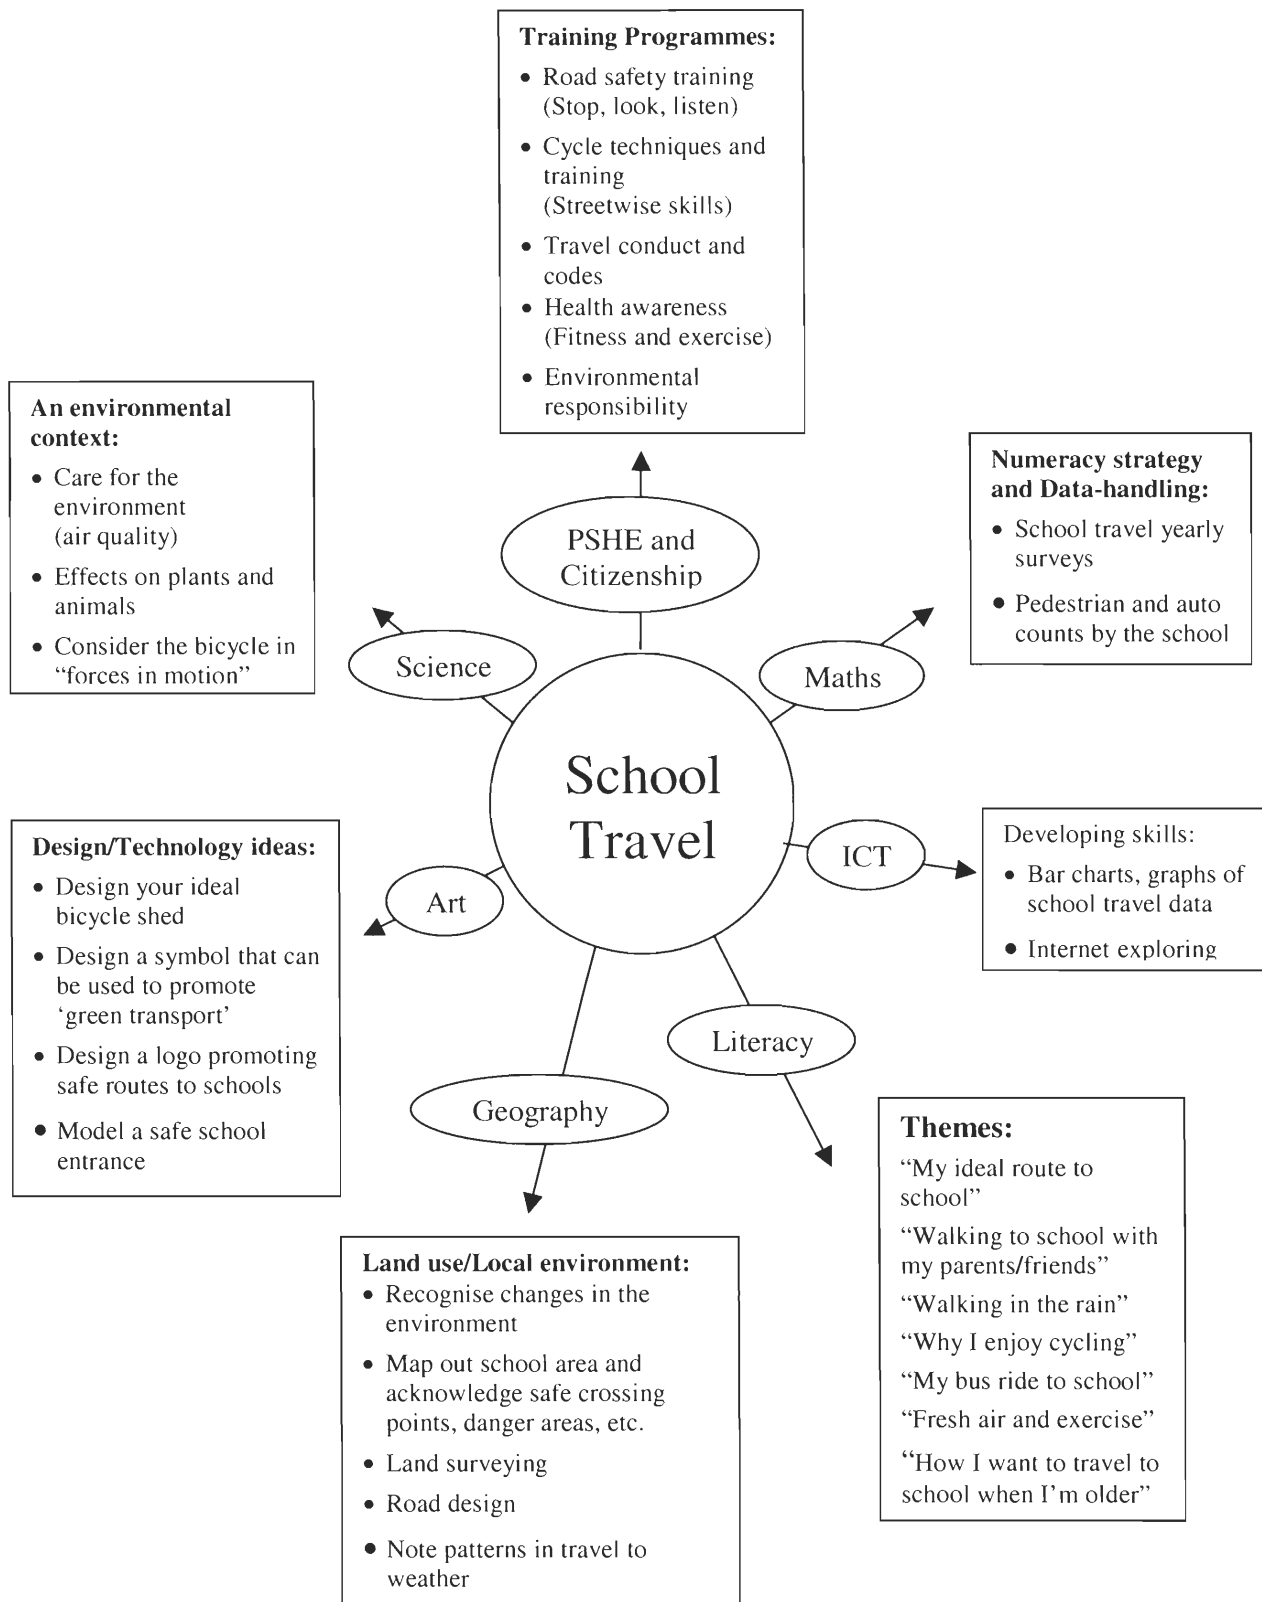 Training Programmes:
• Road safety training
(Stop, look, listen)
• Cycle techniques and
training
(Streetwise skills)
• Travel conduct and
codes
• Health awareness
(Fitness and exercise)
• Environmental
responsibility
An environmental
context:
• Care for the
environment
(air quality)
• Effects on plants and
animals
• Consider the bicycle in
“forces in motion”
Numeracy strategy
and Data-handling:
• School travel yearly
surveys
• Pedestrian and auto
counts by the school
PSHE and
Citizenship
Science
Maths
School
Travel
ICT
Art
Literacy
Geography
Design/Technology ideas:
• Design your ideal
bicycle shed
• Design a symbol that can
be used to promote
‘green transport’
• Design a logo promoting
safe routes to schools
• Model a safe school
entrance
Developing skills:
• Bar charts, graphs of
school travel data
• Internet exploring
Land use/Local environment:
• Recognise changes in the
environment
• Map out school area and
acknowledge safe crossing
points, danger areas, etc.
• Land surveying
• Road design
• Note patterns in travel to
weather
Themes:
“My ideal route to
school”
“Walking to school with
my parents/friends”
“Walking in the rain”
“Why I enjoy cycling”
“My bus ride to school”
“Fresh air and exercise”
“How I want to travel to
school when I’m older”